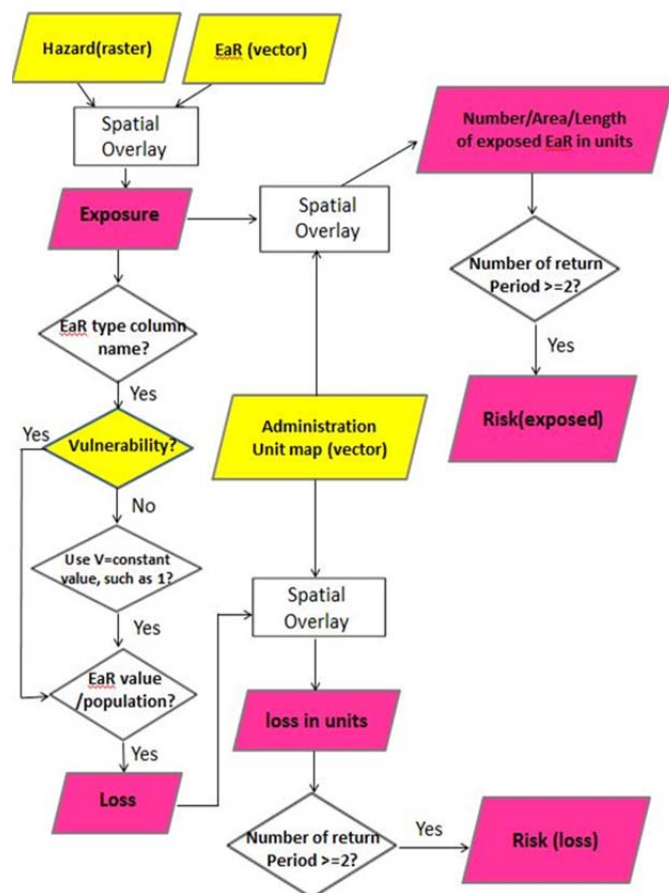 Hazard(raster)
EaR (vector)
Spatial
Overlay
Number/Area/Length
of exposed EaR in units
Exposure
Spatial
Overlay
Number of return
Period >=2?
EaR type column
name?
Yes
Yes
Risk(exposed)
Administration
Unit map (vector)
Yes
Vulnerability?
No
Use V=constant
value, such as 1?
Spatial
Overlay
Yes
EaR value
/population?
Yes
loss in units
Loss
Number of return
Period >=2?
Yes
Risk (loss)